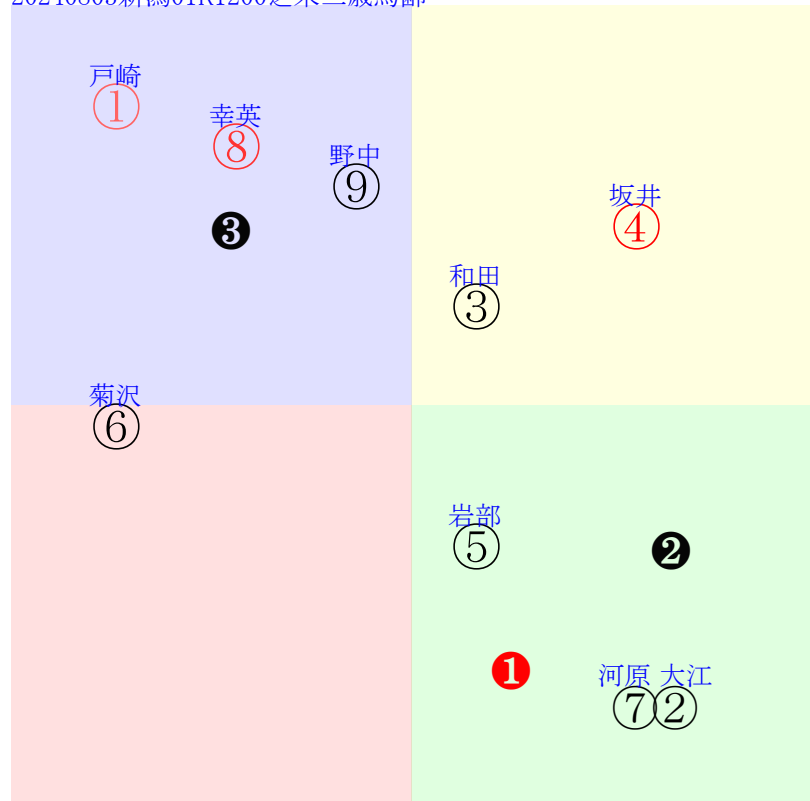 戸崎
①
幸英
⑧
野中
⑨
坂井
④
❸
和田
③
菊沢
⑥
岩部
⑤
❷
❶
河原 大江
⑦②